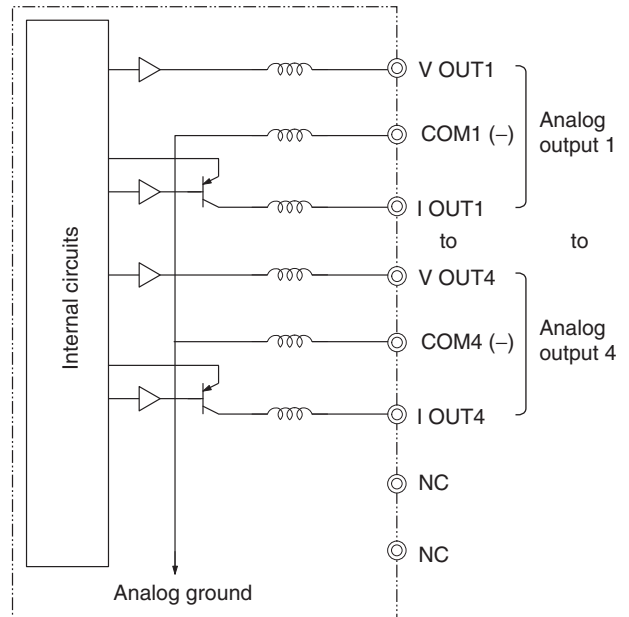 Internal circuits
V OUT1
COM1 (–)
Analog
output 1
I OUT1
to to
V OUT4
COM4 (–)
Analog
output 4
I OUT4
NC
NC
Analog ground